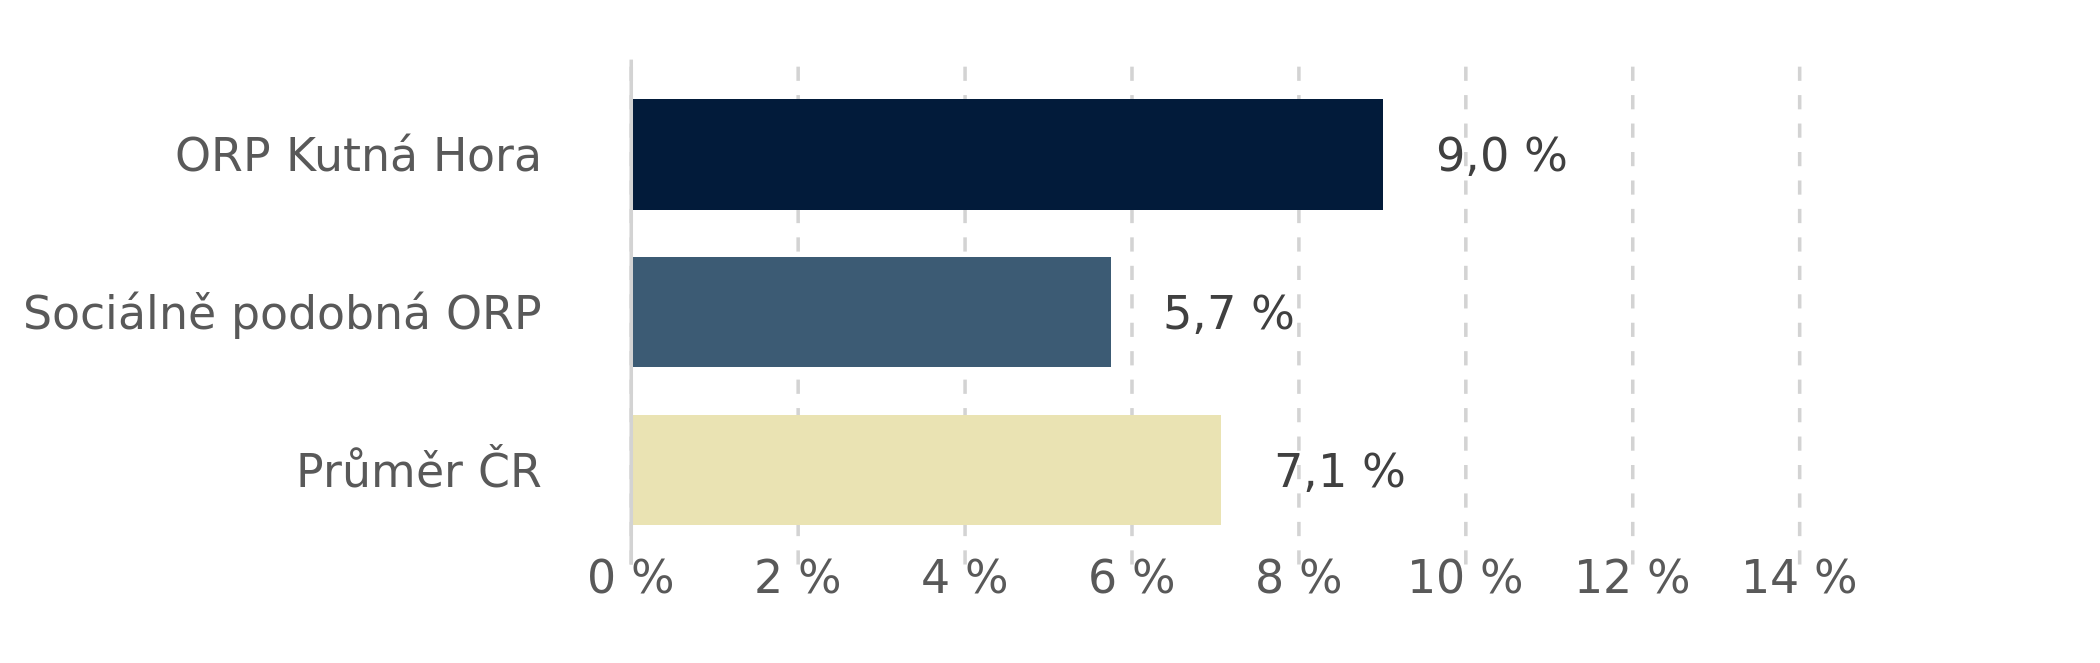 ORP Kutná Hora 9,0 %
Sociálně podobná ORP 5,7 %
Průměr ČR 7,1 %
0 % 2 % 4 % 6 % 8 % 10 % 12 % 14 %